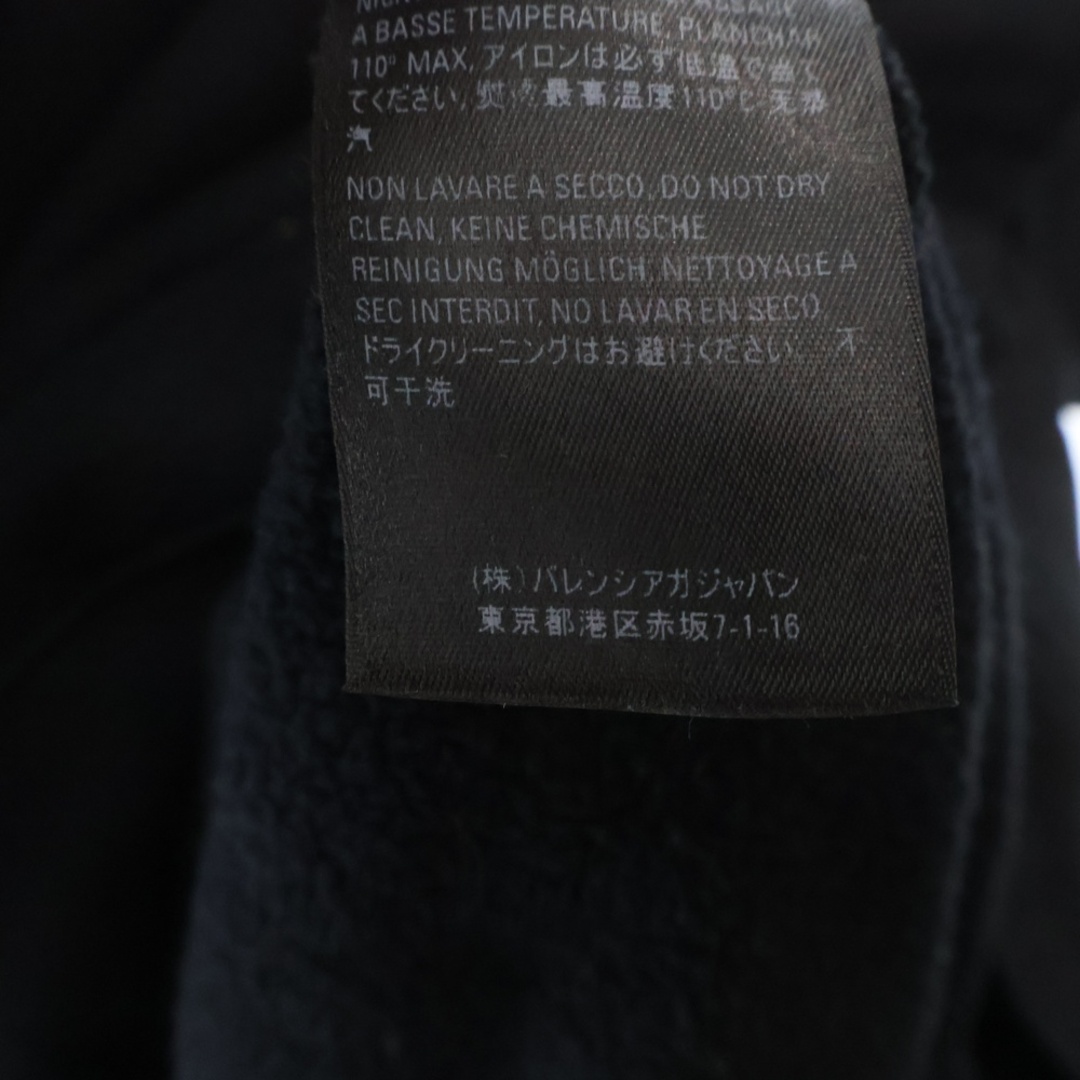 A BASSE TEMPERATURE, PLANCHAR
110° MAX, アイロンは必ず低温で当て
てください, 熨烫最高温度110°C 无蒸
汽
NON LAVARE A SECCO, DO NOT DRY
CLEAN, KEINE CHEMISCHE
REINIGUNG MÖGLICH, NETTOYAGE A
SEC INTERDIT, NO LAVAR EN SECO
ドライクリーニングはお避けください, 不
可干洗
(株)バレンシアガジャパン
東京都港区赤坂7-1-16